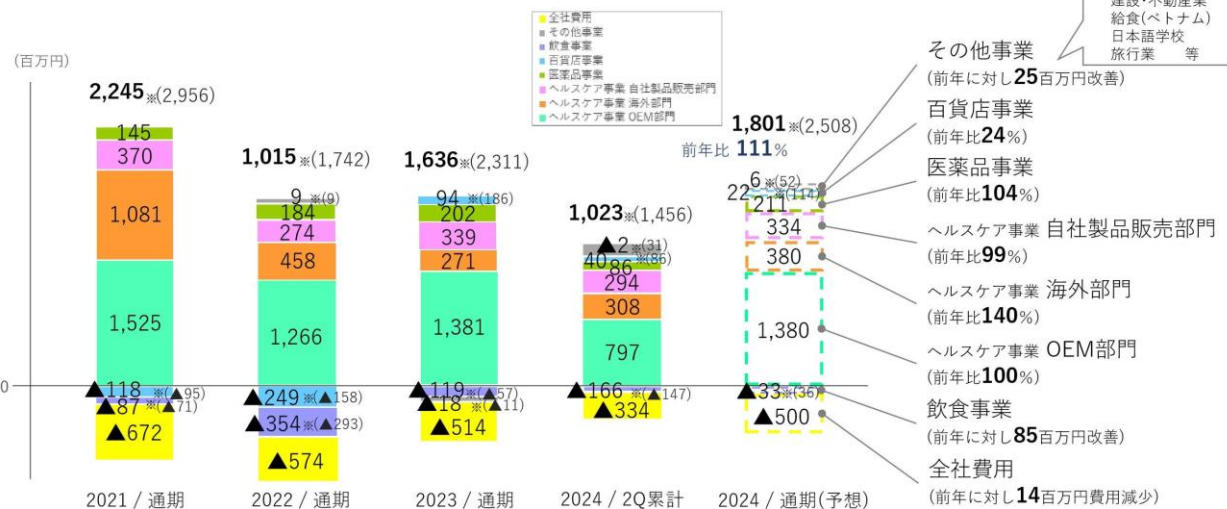 建設・不動産業
給食(ベトナム)
日本語学校
旅行業 等
(百万円)
全社費用
その他事業
飲食事業
百貨店事業
医薬品事業
ヘルスケア事業 自社製品販売部門
ヘルスケア事業 海外部門
ヘルスケア事業 OEM部門
2,245※(2,956)
145
370
1,081
1,525
▲118※(▲95)
▲87※(▲71)
▲672
2021 / 通期
1,015※(1,742)
9※(9)
184
274
458
1,266
▲249※(▲158)
▲354※(▲293)
▲574
2022 / 通期
1,636※(2,311)
94※(186)
202
339
271
1,381
▲119※(▲57)
▲18※(▲11)
▲514
2023 / 通期
1,023※(1,456)
▲2※(31)
40※(86)
86
294
308
797
▲166※(▲147)
▲334
2024 / 2Q累計
1,801※(2,508)
前年比 111%
6※(52)
22※(114)
211
334
380
1,380
▲33※(36)
▲500
2024 / 通期(予想)
0
その他事業
(前年に対し25百万円改善)
百貨店事業
(前年比24%)
医薬品事業
(前年比104%)
ヘルスケア事業 自社製品販売部門
(前年比99%)
ヘルスケア事業 海外部門
(前年比140%)
ヘルスケア事業 OEM部門
(前年比100%)
飲食事業
(前年に対し85百万円改善)
全社費用
(前年に対し14百万円費用減少)